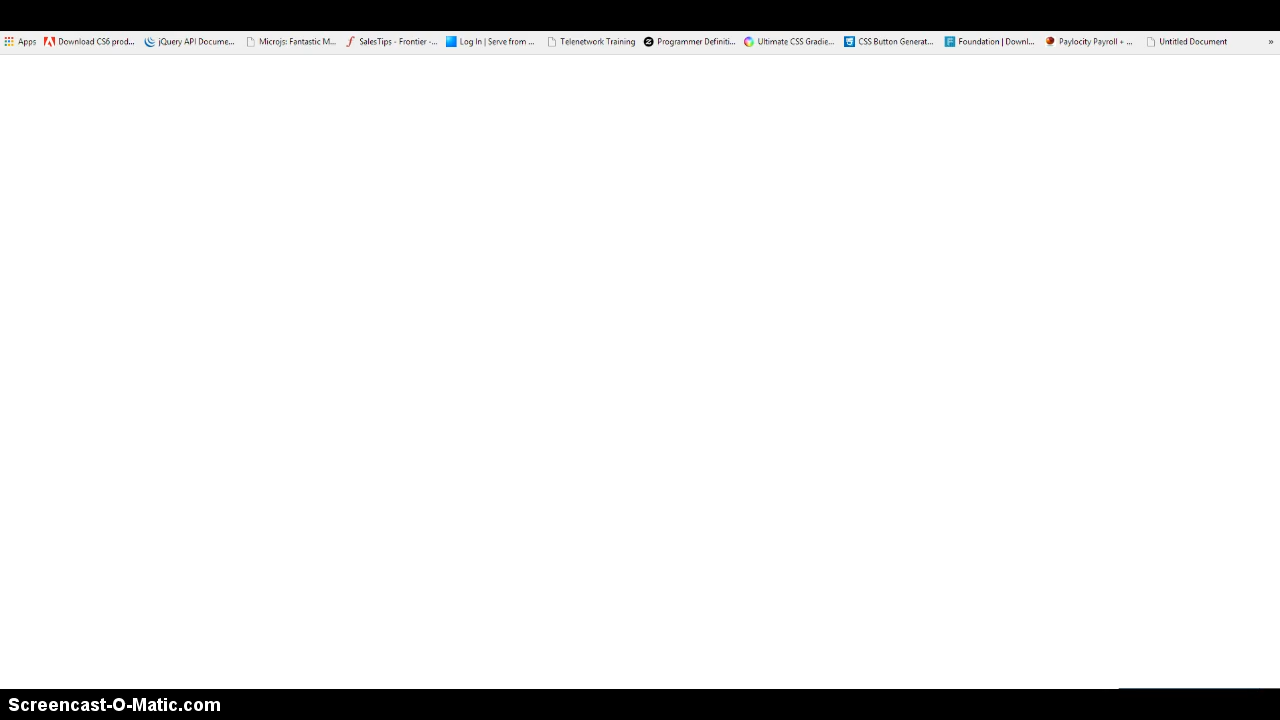 Apps Download CS6 prod... jQuery API Docume... Microjs: Fantastic M... SalesTips - Frontier -... Log In | Serve from ... Telenetwork Training Programmer Definiti... Ultimate CSS Gradie... CSS Button Generat... Foundation | Downl... Paylocity Payroll + ... Untitled Document »
Screencast-O-Matic.com